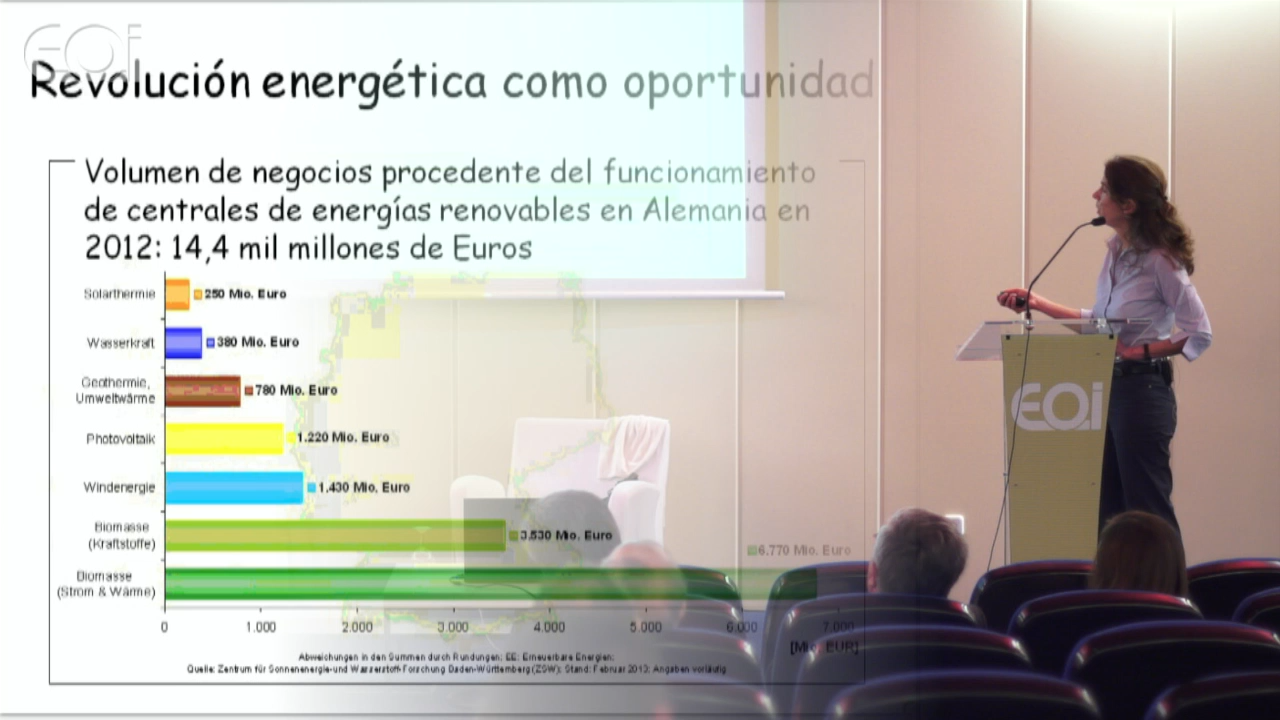 EOi
Revolución energética como oportunidad
Volumen de negocios procedente del funcionamiento
de centrales de energías renovables en Alemania en
2012: 14,4 mil millones de Euros
Solarthermie
250 Mio. Euro
Wasserkraft
380 Mio. Euro
Geothermie,
Umweltwärme
780 Mio. Euro
Photovoltaik
1.220 Mio. Euro
Windenergie
1.430 Mio. Euro
Biomasse
(Kraftstoffe)
3.530 Mio. Euro
Biomasse
(Strom & Wärme)
6.770 Mio. Euro
0 1.000 2.000 3.000 4.000 5.000 6.000 7.000
[Mio. EUR]
Abweichungen in den Summen durch Rundungen; EE: Erneuerbare Energien;
Quelle: Zentrum für Sonnenenergie-und Wasserstoff-Forschung Baden-Württemberg (ZSW); Stand: Februar 2013; Angaben vorläufig
EOi